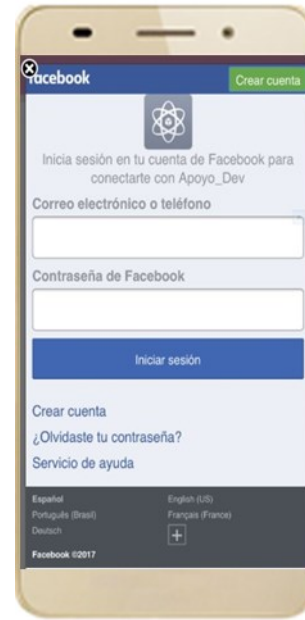 facebook
Crear cuenta
Inicia sesión en tu cuenta de Facebook para
conectarte con Apoyo_Dev
Correo electrónico o teléfono
Contraseña de Facebook
Iniciar sesión
Crear cuenta
¿Olvidaste tu contraseña?
Servicio de ayuda
Español English (US)
Português (Brasil) Français (France)
Deutsch
Facebook ©2017